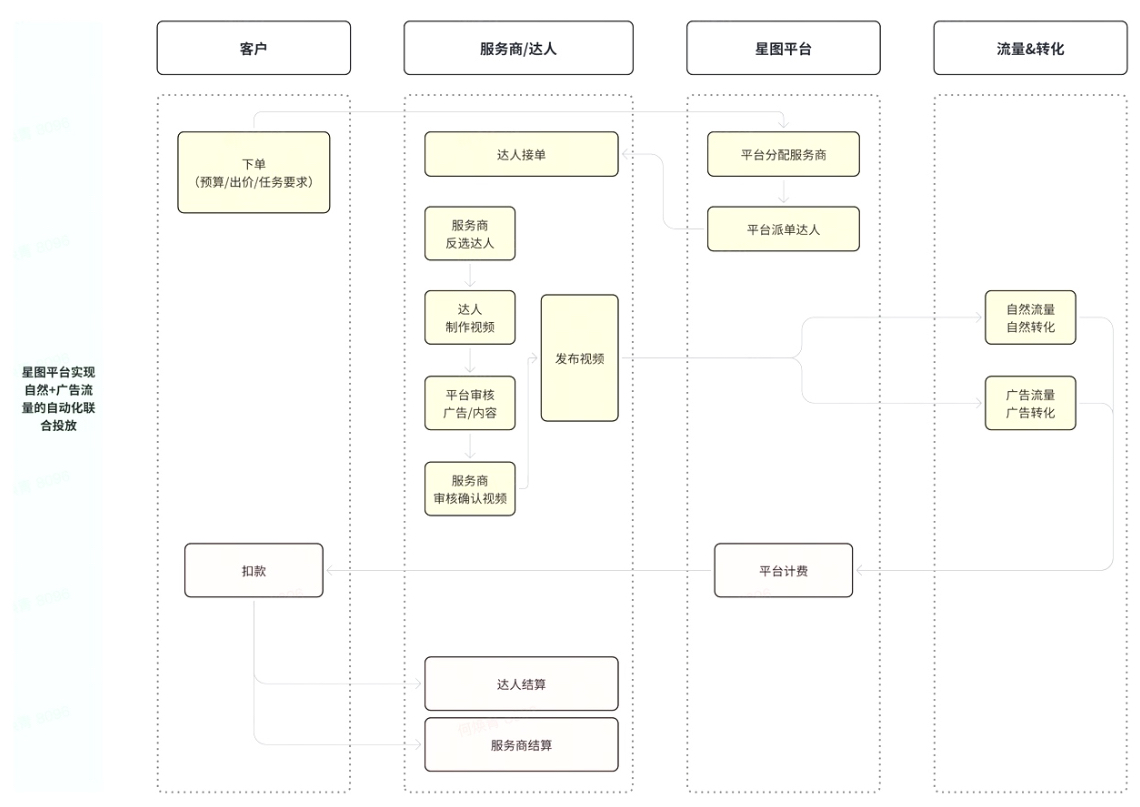 客户
服务商/达人
星图平台
流量&转化
下单
（预算/出价/任务要求）
达人接单
平台分配服务商
平台派单达人
服务商
反选达人
达人
制作视频
发布视频
平台审核
广告/内容
服务商
审核确认视频
自然流量
自然转化
广告流量
广告转化
星图平台实现
自然+广告流
量的自动化联
合投放
扣款
平台计费
达人结算
服务商结算